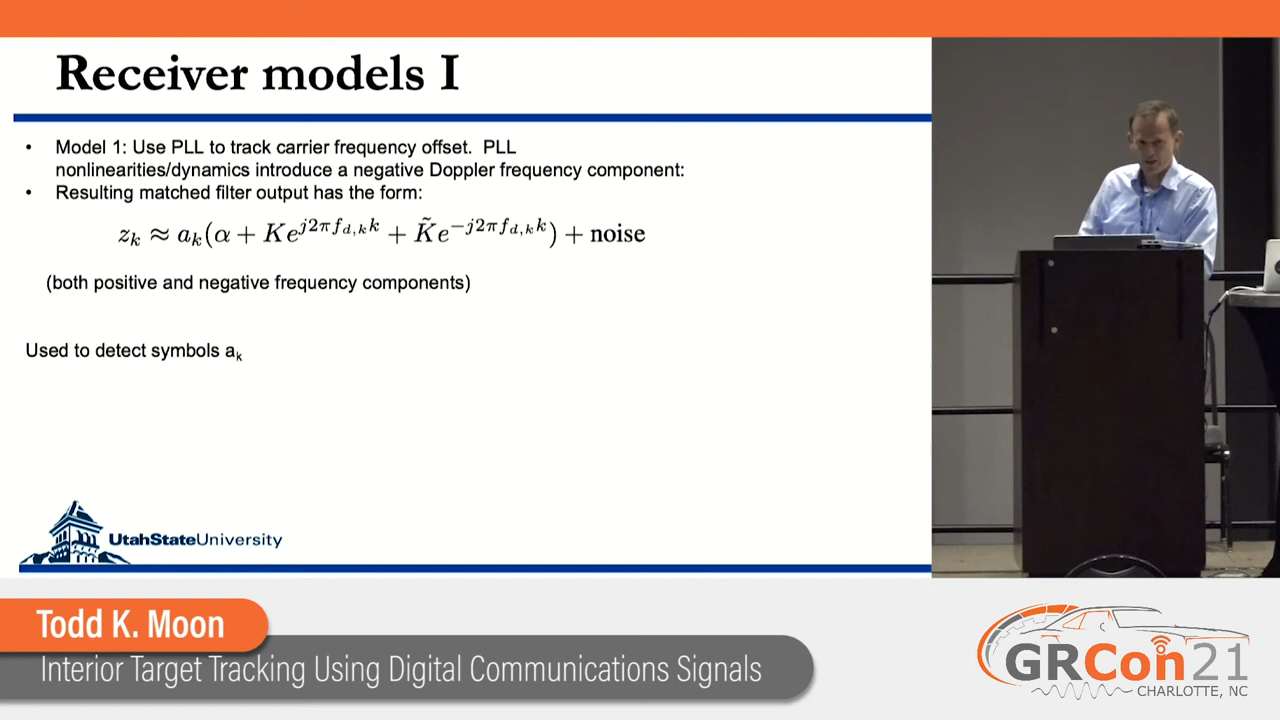 Receiver models I
• Model 1: Use PLL to track carrier frequency offset. PLL
nonlinearities/dynamics introduce a negative Doppler frequency component:
• Resulting matched filter output has the form:
z_k ≈ a_k(α + Ke^{j2πf_{d,k}k} + K̃e^{−j2πf_{d,k}k}) + noise
(both positive and negative frequency components)
Used to detect symbols a_k
UtahStateUniversity
Todd K. Moon
Interior Target Tracking Using Digital Communications Signals
GRCon21
CHARLOTTE, NC